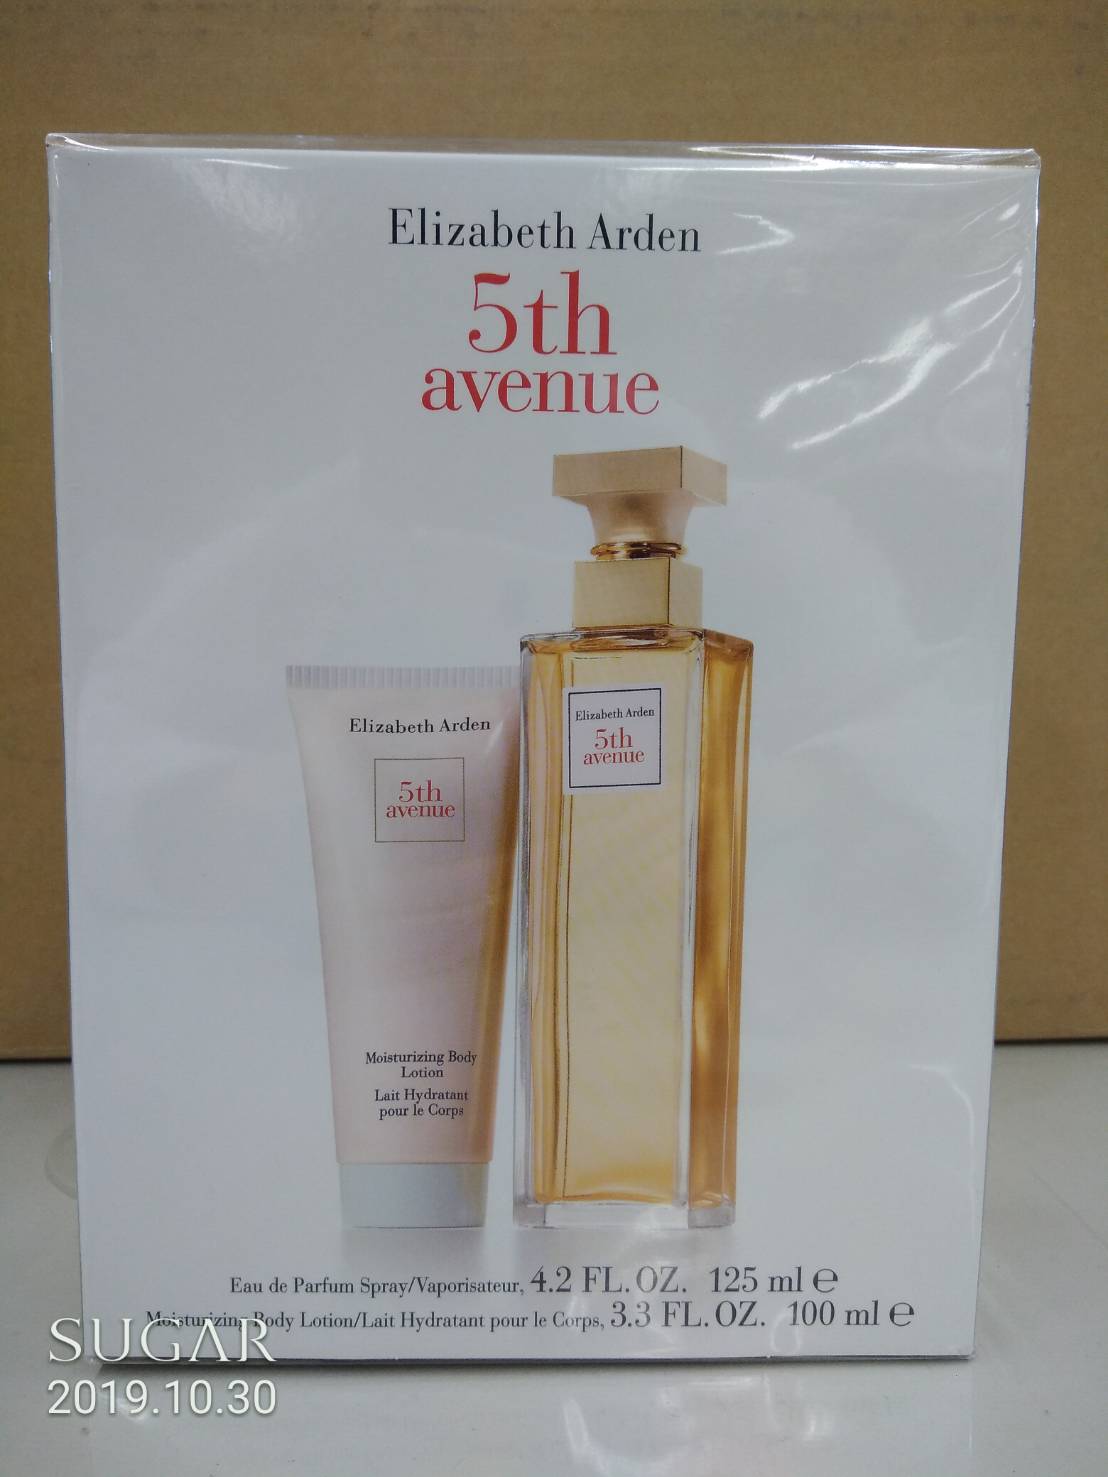 Elizabeth Arden
5th
avenue
Elizabeth Arden
5th
avenue
Moisturizing Body
Lotion
Lait Hydratant
pour le Corps
Elizabeth Arden
5th
avenue
Eau de Parfum Spray/Vaporisateur, 4.2 FL. OZ. 125 ml ℮
Moisturizing Body Lotion/Lait Hydratant pour le Corps, 3.3 FL. OZ. 100 ml ℮
SUGAR
2019.10.30